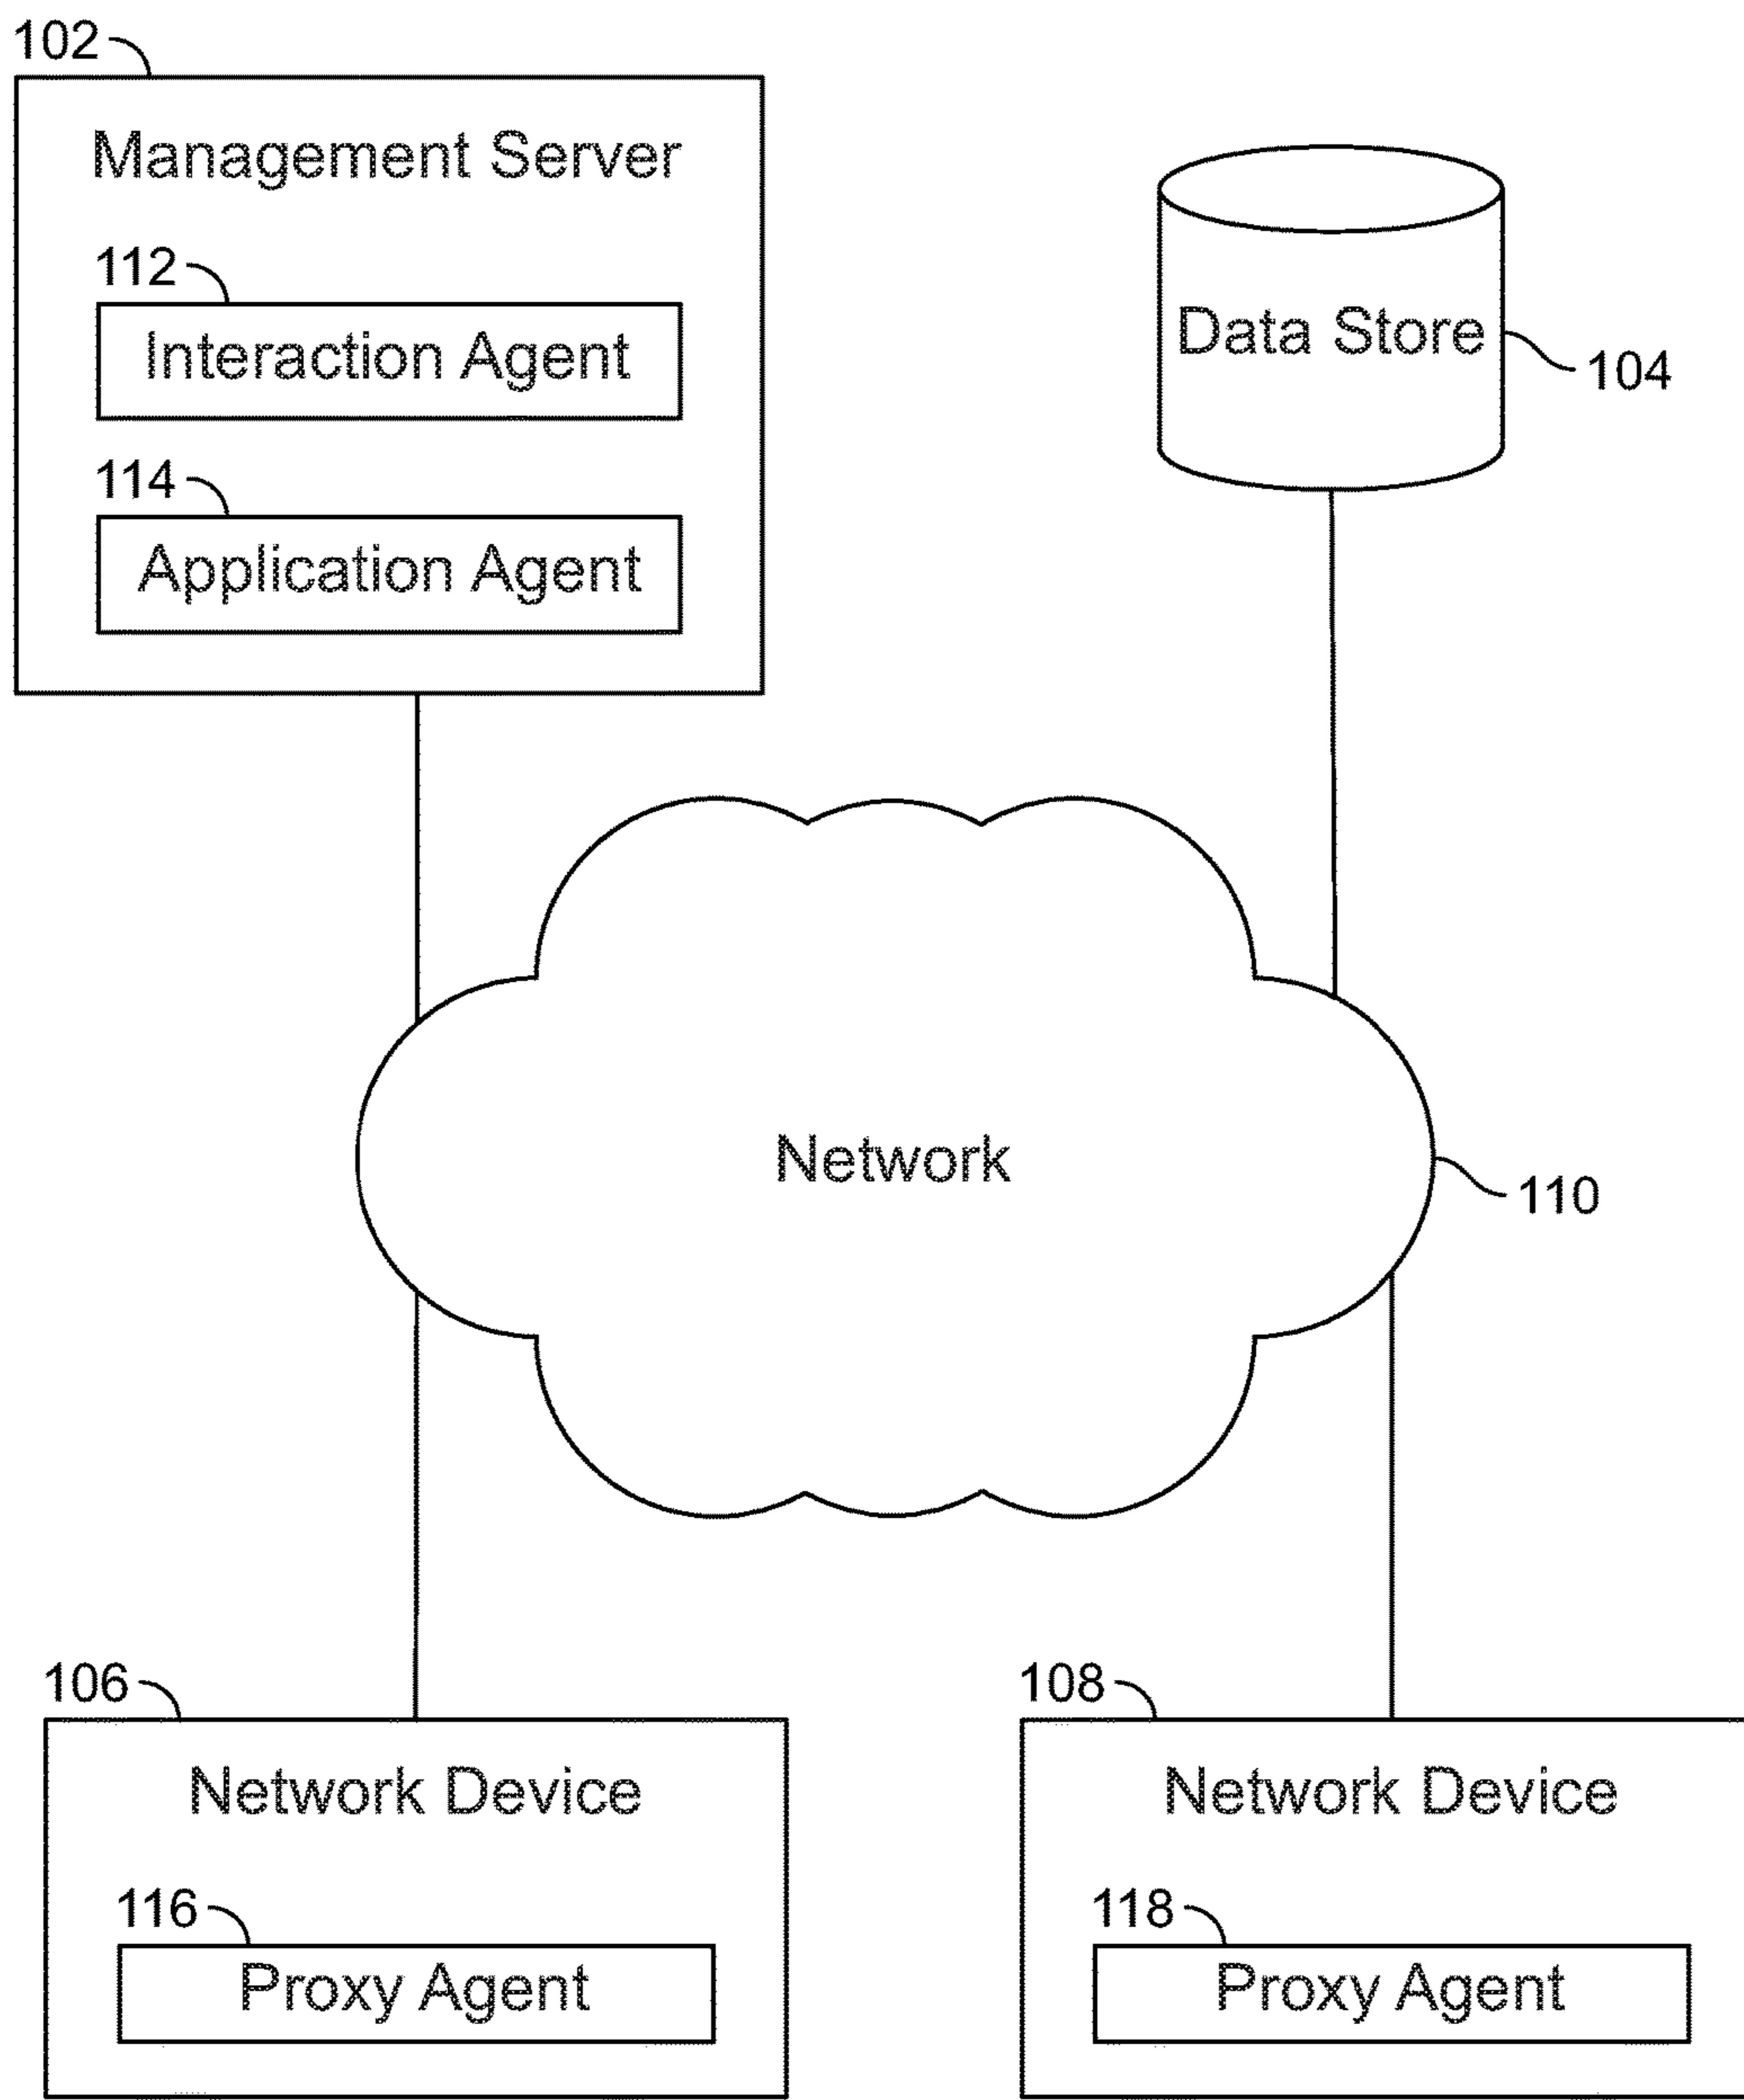 102
Management Server
112
Interaction Agent
114
Application Agent
Data Store
104
Network
110
106
Network Device
116
Proxy Agent
108
Network Device
118
Proxy Agent